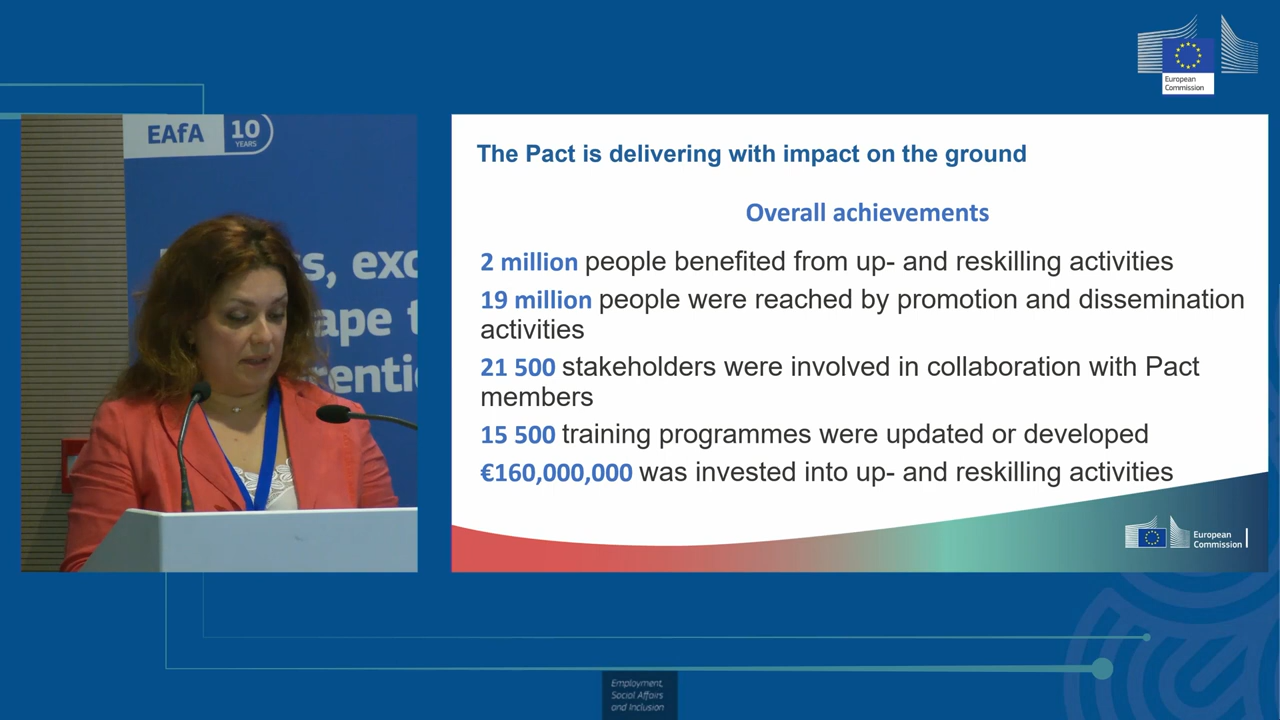 European
Commission
EAfA
10
YEARS
The Pact is delivering with impact on the ground
Overall achievements
2 million people benefited from up- and reskilling activities
19 million people were reached by promotion and dissemination
activities
21 500 stakeholders were involved in collaboration with Pact
members
15 500 training programmes were updated or developed
€160,000,000 was invested into up- and reskilling activities
European
Commission
Employment,
Social Affairs
and Inclusion